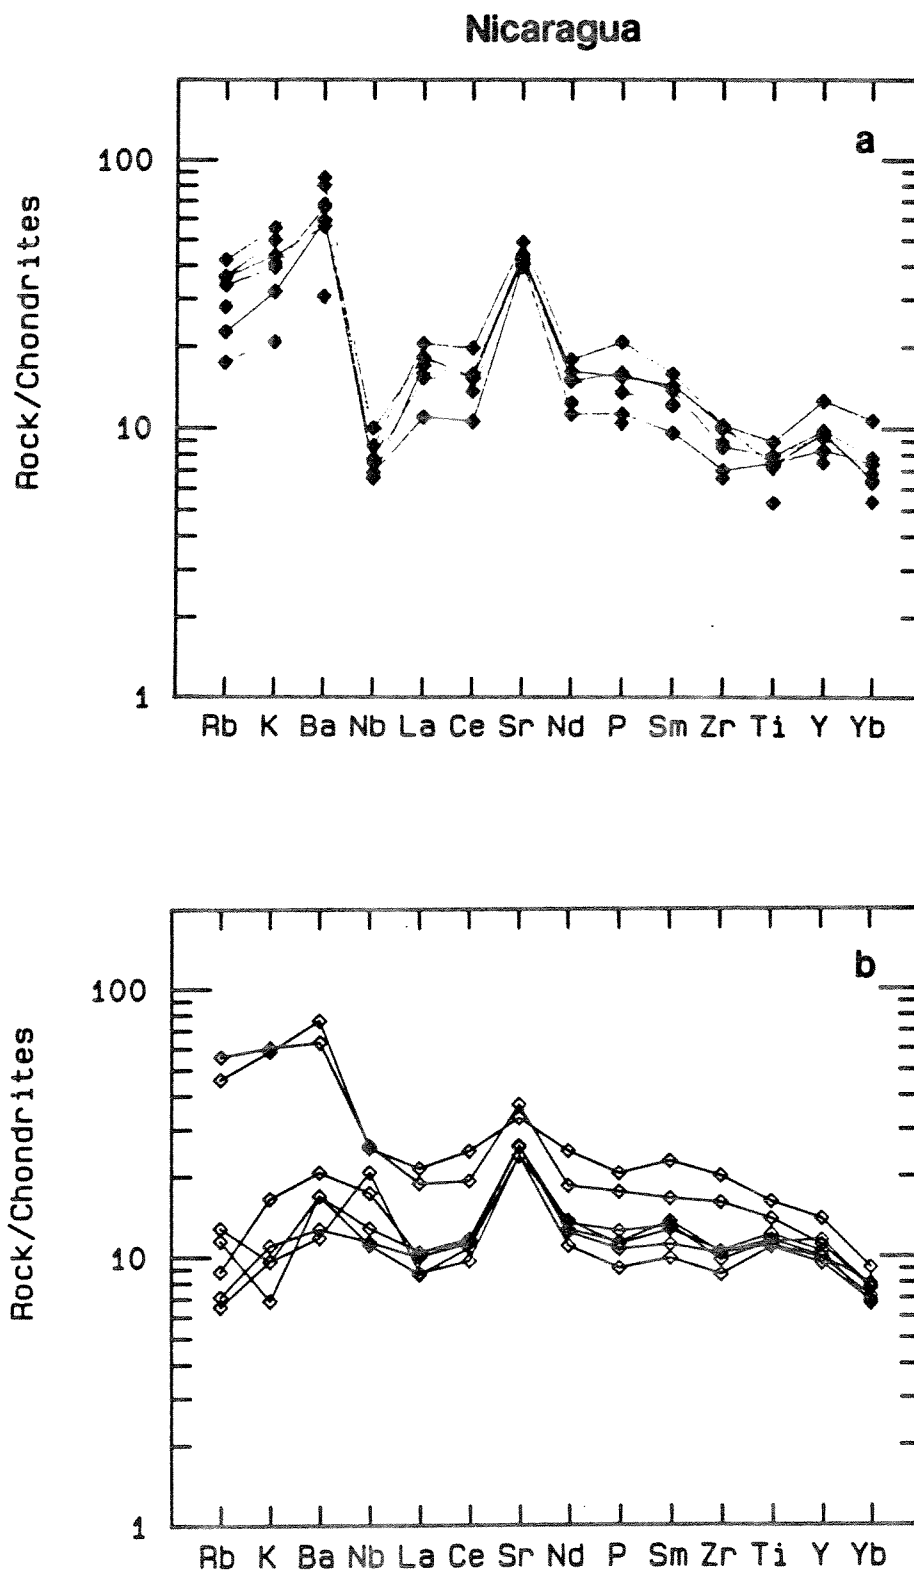 Nicaragua
a
100
10
1
Rock/Chondrites
Rb K Ba Nb La Ce Sr Nd P Sm Zr Ti Y Yb
b
100
10
1
Rock/Chondrites
Rb K Ba Nb La Ce Sr Nd P Sm Zr Ti Y Yb